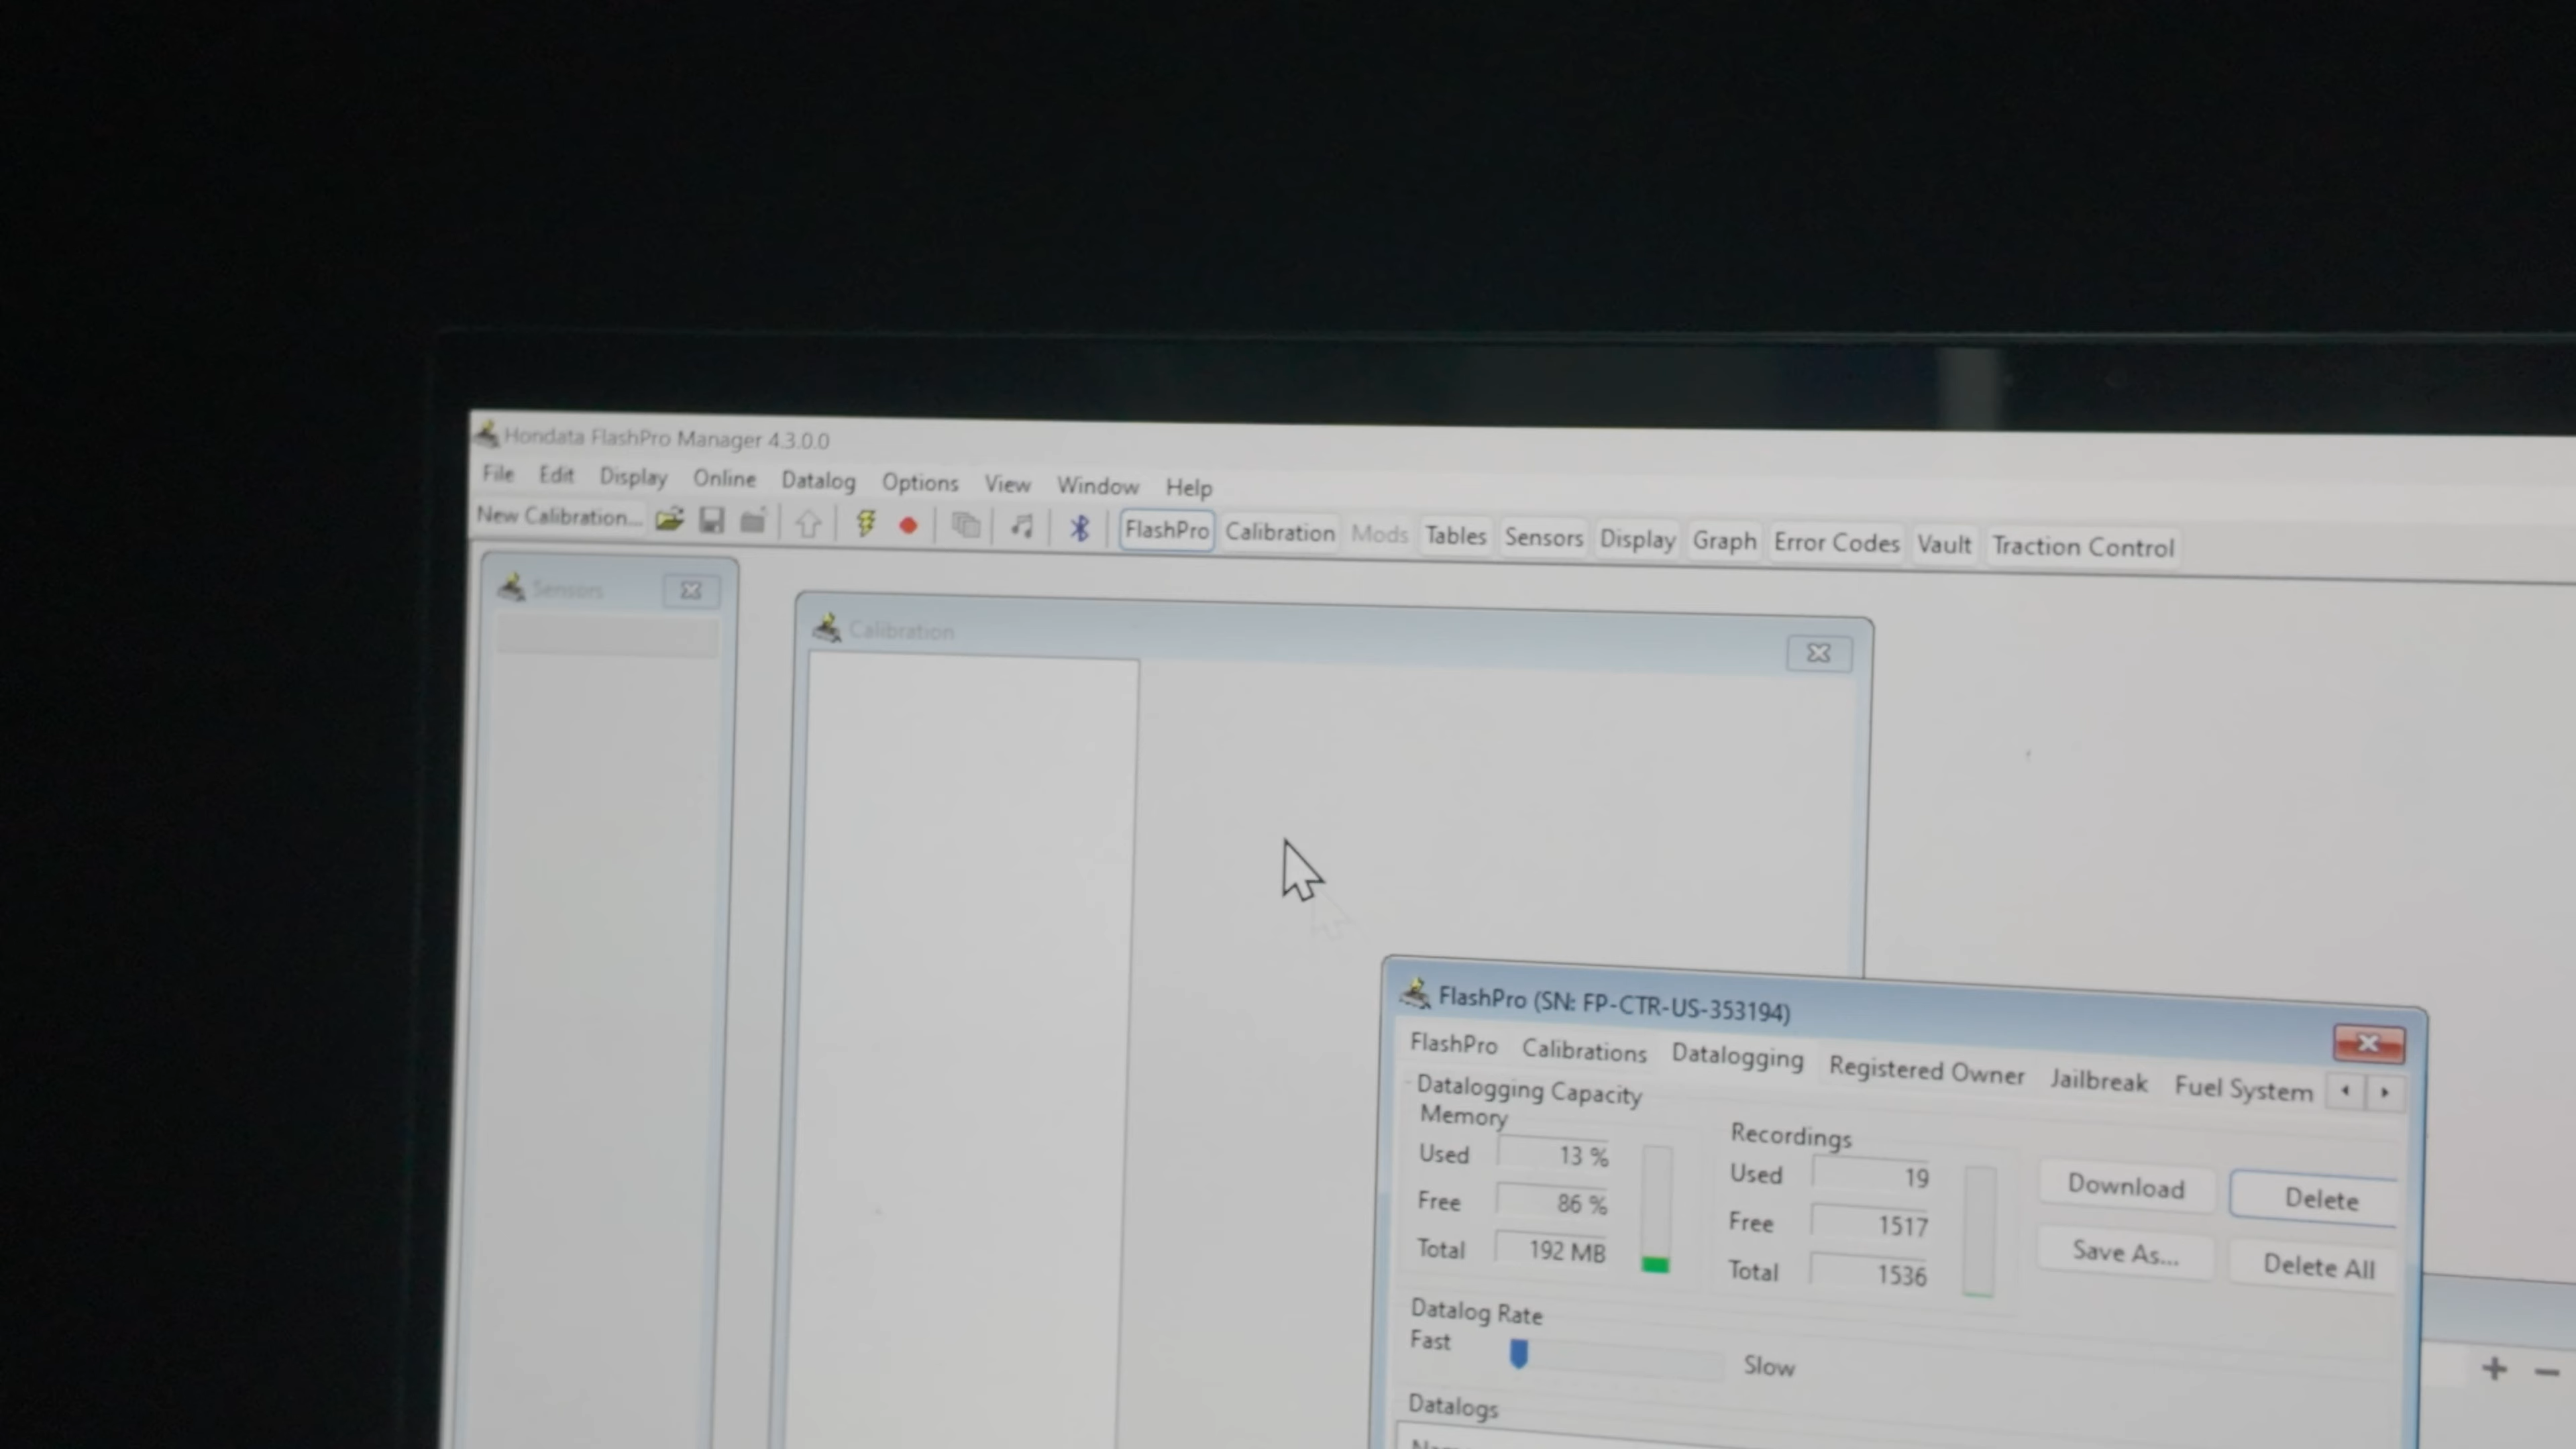 Hondata FlashPro Manager 4.3.0.0
File Edit Display Online Datalog Options View Window Help
New Calibration... FlashPro Calibration Mods Tables Sensors Display Graph Error Codes Vault Traction Control
Sensors
Calibration
FlashPro (SN: FP-CTR-US-353194)
FlashPro Calibrations Datalogging Registered Owner Jailbreak Fuel System
Datalogging Capacity
Memory
Used 13 %
Free 86 %
Total 192 MB
Recordings
Used 19
Free 1517
Total 1536
Download Delete
Save As... Delete All
Datalog Rate
Fast Slow
Datalogs